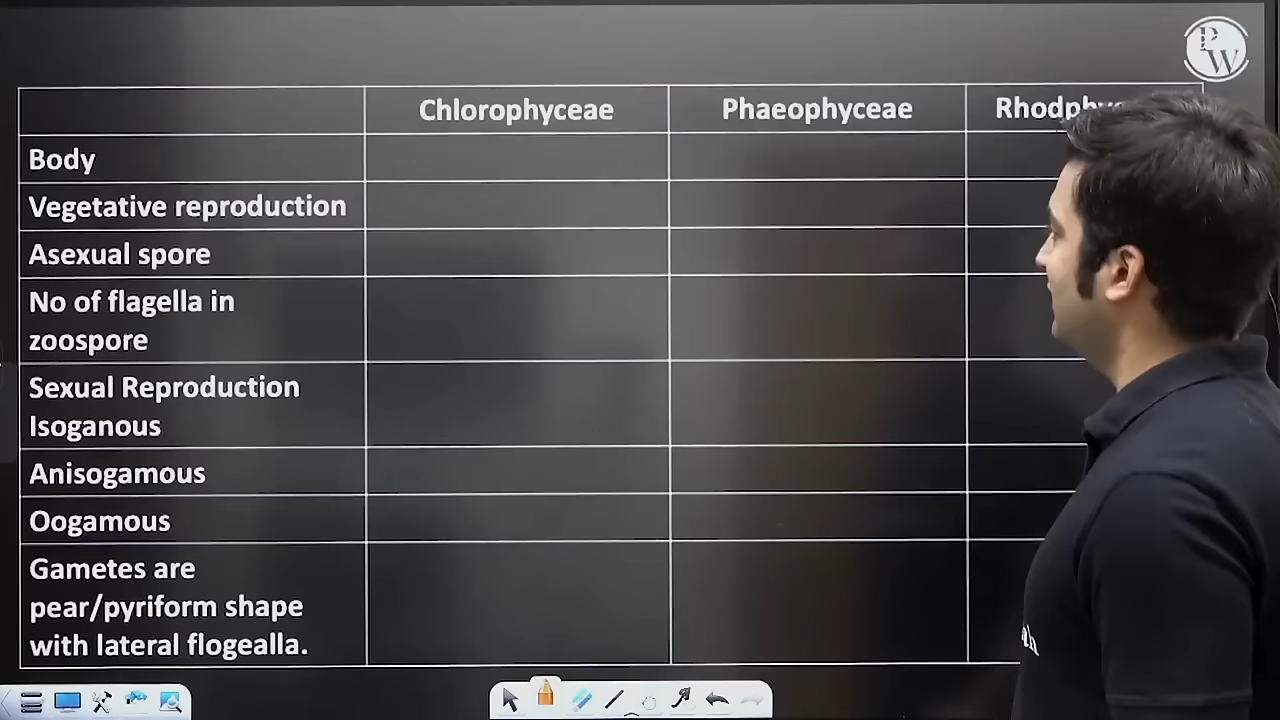 PW
Chlorophyceae Phaeophyceae
Body
Vegetative reproduction
Asexual spore
No of flagella in
zoospore
Sexual Reproduction
Isoganous
Anisogamous
Oogamous
Gametes are
pear/pyriform shape
with lateral flogealla.